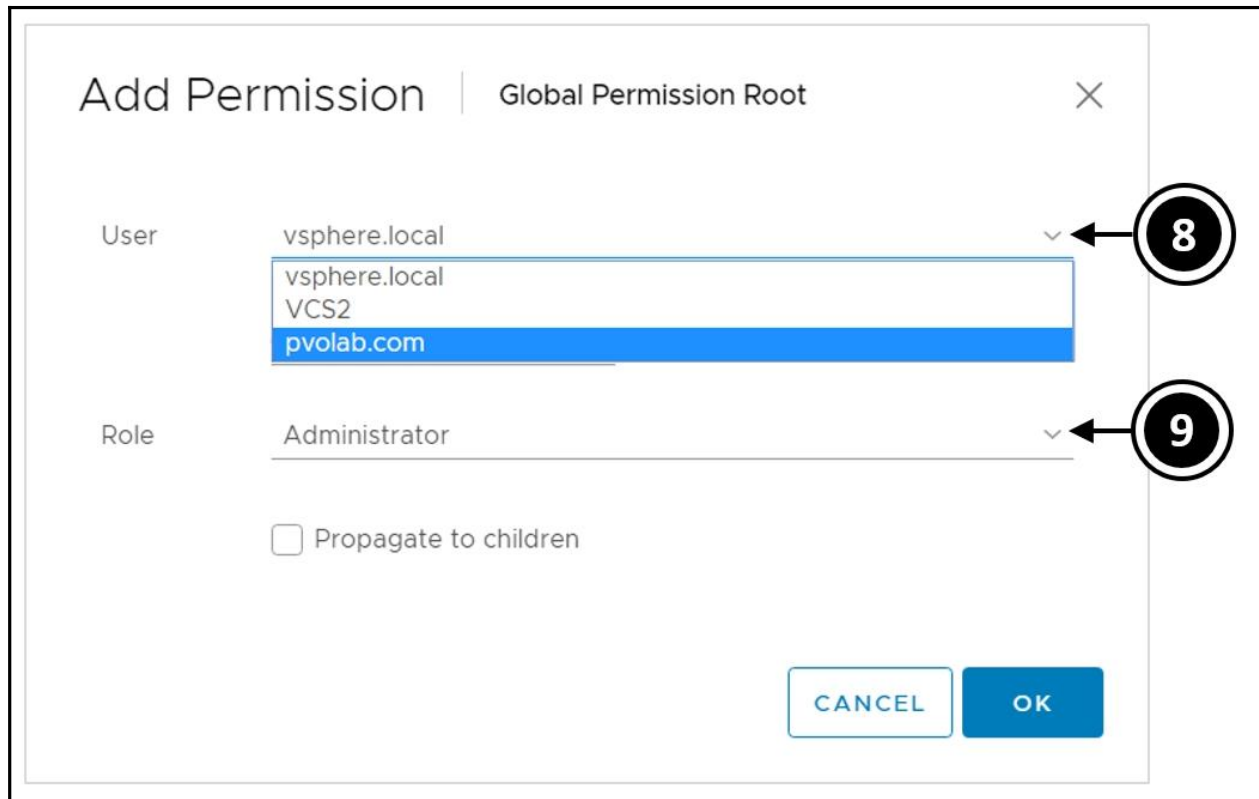 Add Permission Global Permission Root
User vsphere.local 8
vsphere.local
VCS2
pvolab.com
Role Administrator 9
Propagate to children
CANCEL OK